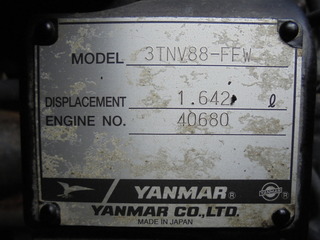 MODEL 3TNV88-FEW
DISPLACEMENT 1.642 ℓ
ENGINE NO. 40680
YANMAR®
YANMAR CO.,LTD.
MADE IN JAPAN